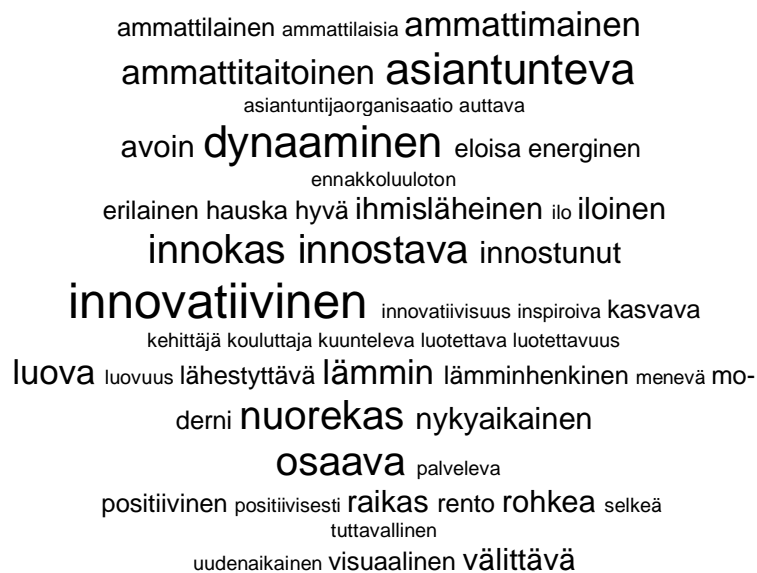 ammattilainen ammattilaisia ammattimainen
ammattitaitoinen asiantunteva
asiantuntijaorganisaatio auttava
avoin dynaaminen eloisa energinen
ennakkoluuloton
erilainen hauska hyvä ihmisläheinen ilo iloinen
innokas innostava innostunut
innovatiivinen innovatiivisuus inspiroiva kasvava
kehittäjä kouluttaja kuunteleva luotettava luotettavuus
luova luovuus lähestyttävä lämmin lämminhenkinen menevä mo-
derni nuorekas nykyaikainen
osaava palveleva
positiivinen positiivisesti raikas rento rohkea selkeä
tuttavallinen
uudenaikainen visuaalinen välittävä